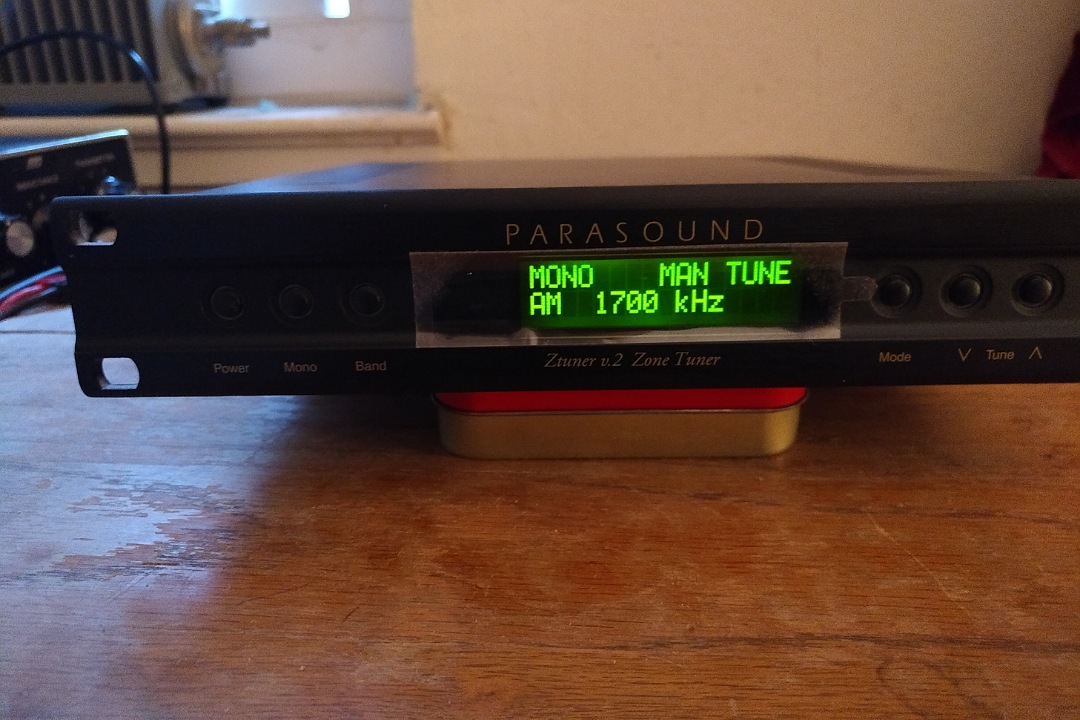 PARASOUND
MONO MAN TUNE
AM 1700 kHz
Ztuner v.2 Zone Tuner
Power Mono Band
Mode Tune